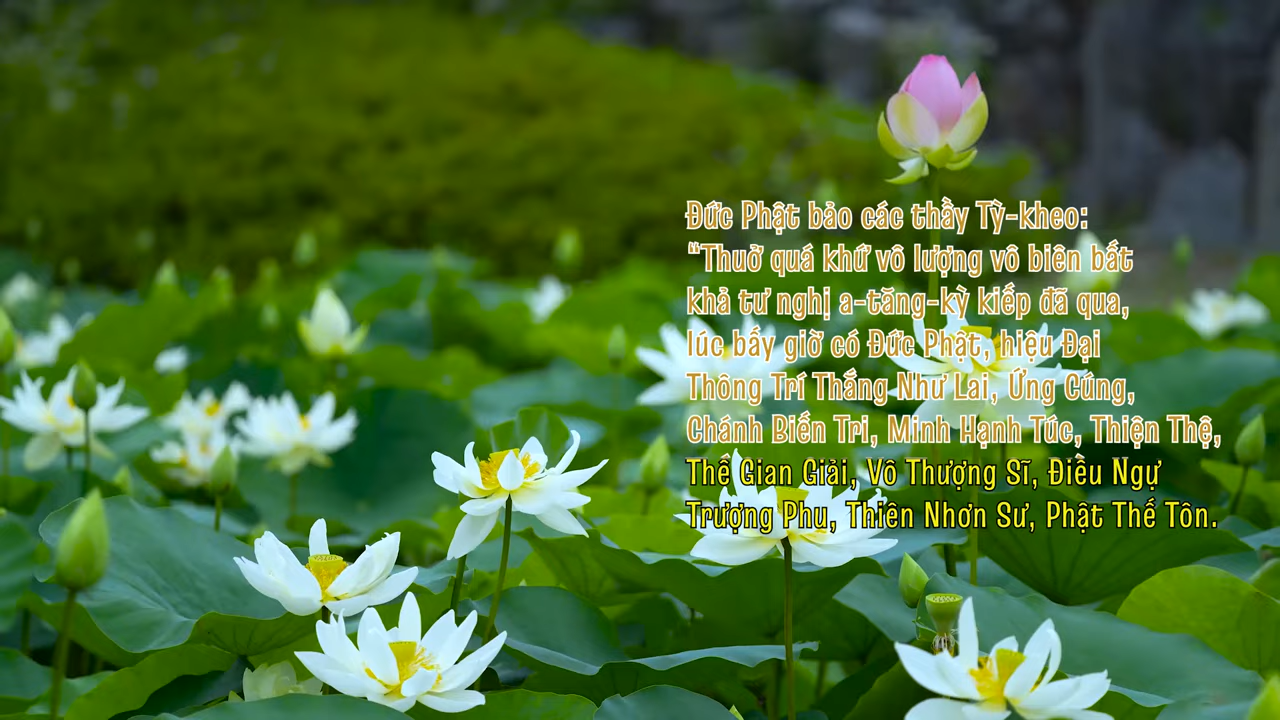 Đức Phật bảo các thầy Tỳ-kheo:
"Thuở quá khứ vô lượng vô biên bất
khả tư nghị a-tăng-kỳ kiếp đã qua,
lúc bấy giờ có Đức Phật, hiệu Đại
Thông Trí Thắng Như Lai, Ứng Cúng,
Chánh Biến Tri, Minh Hạnh Túc, Thiện Thệ,
Thế Gian Giải, Vô Thượng Sĩ, Điều Ngự
Trượng Phu, Thiên Nhơn Sư, Phật Thế Tôn.